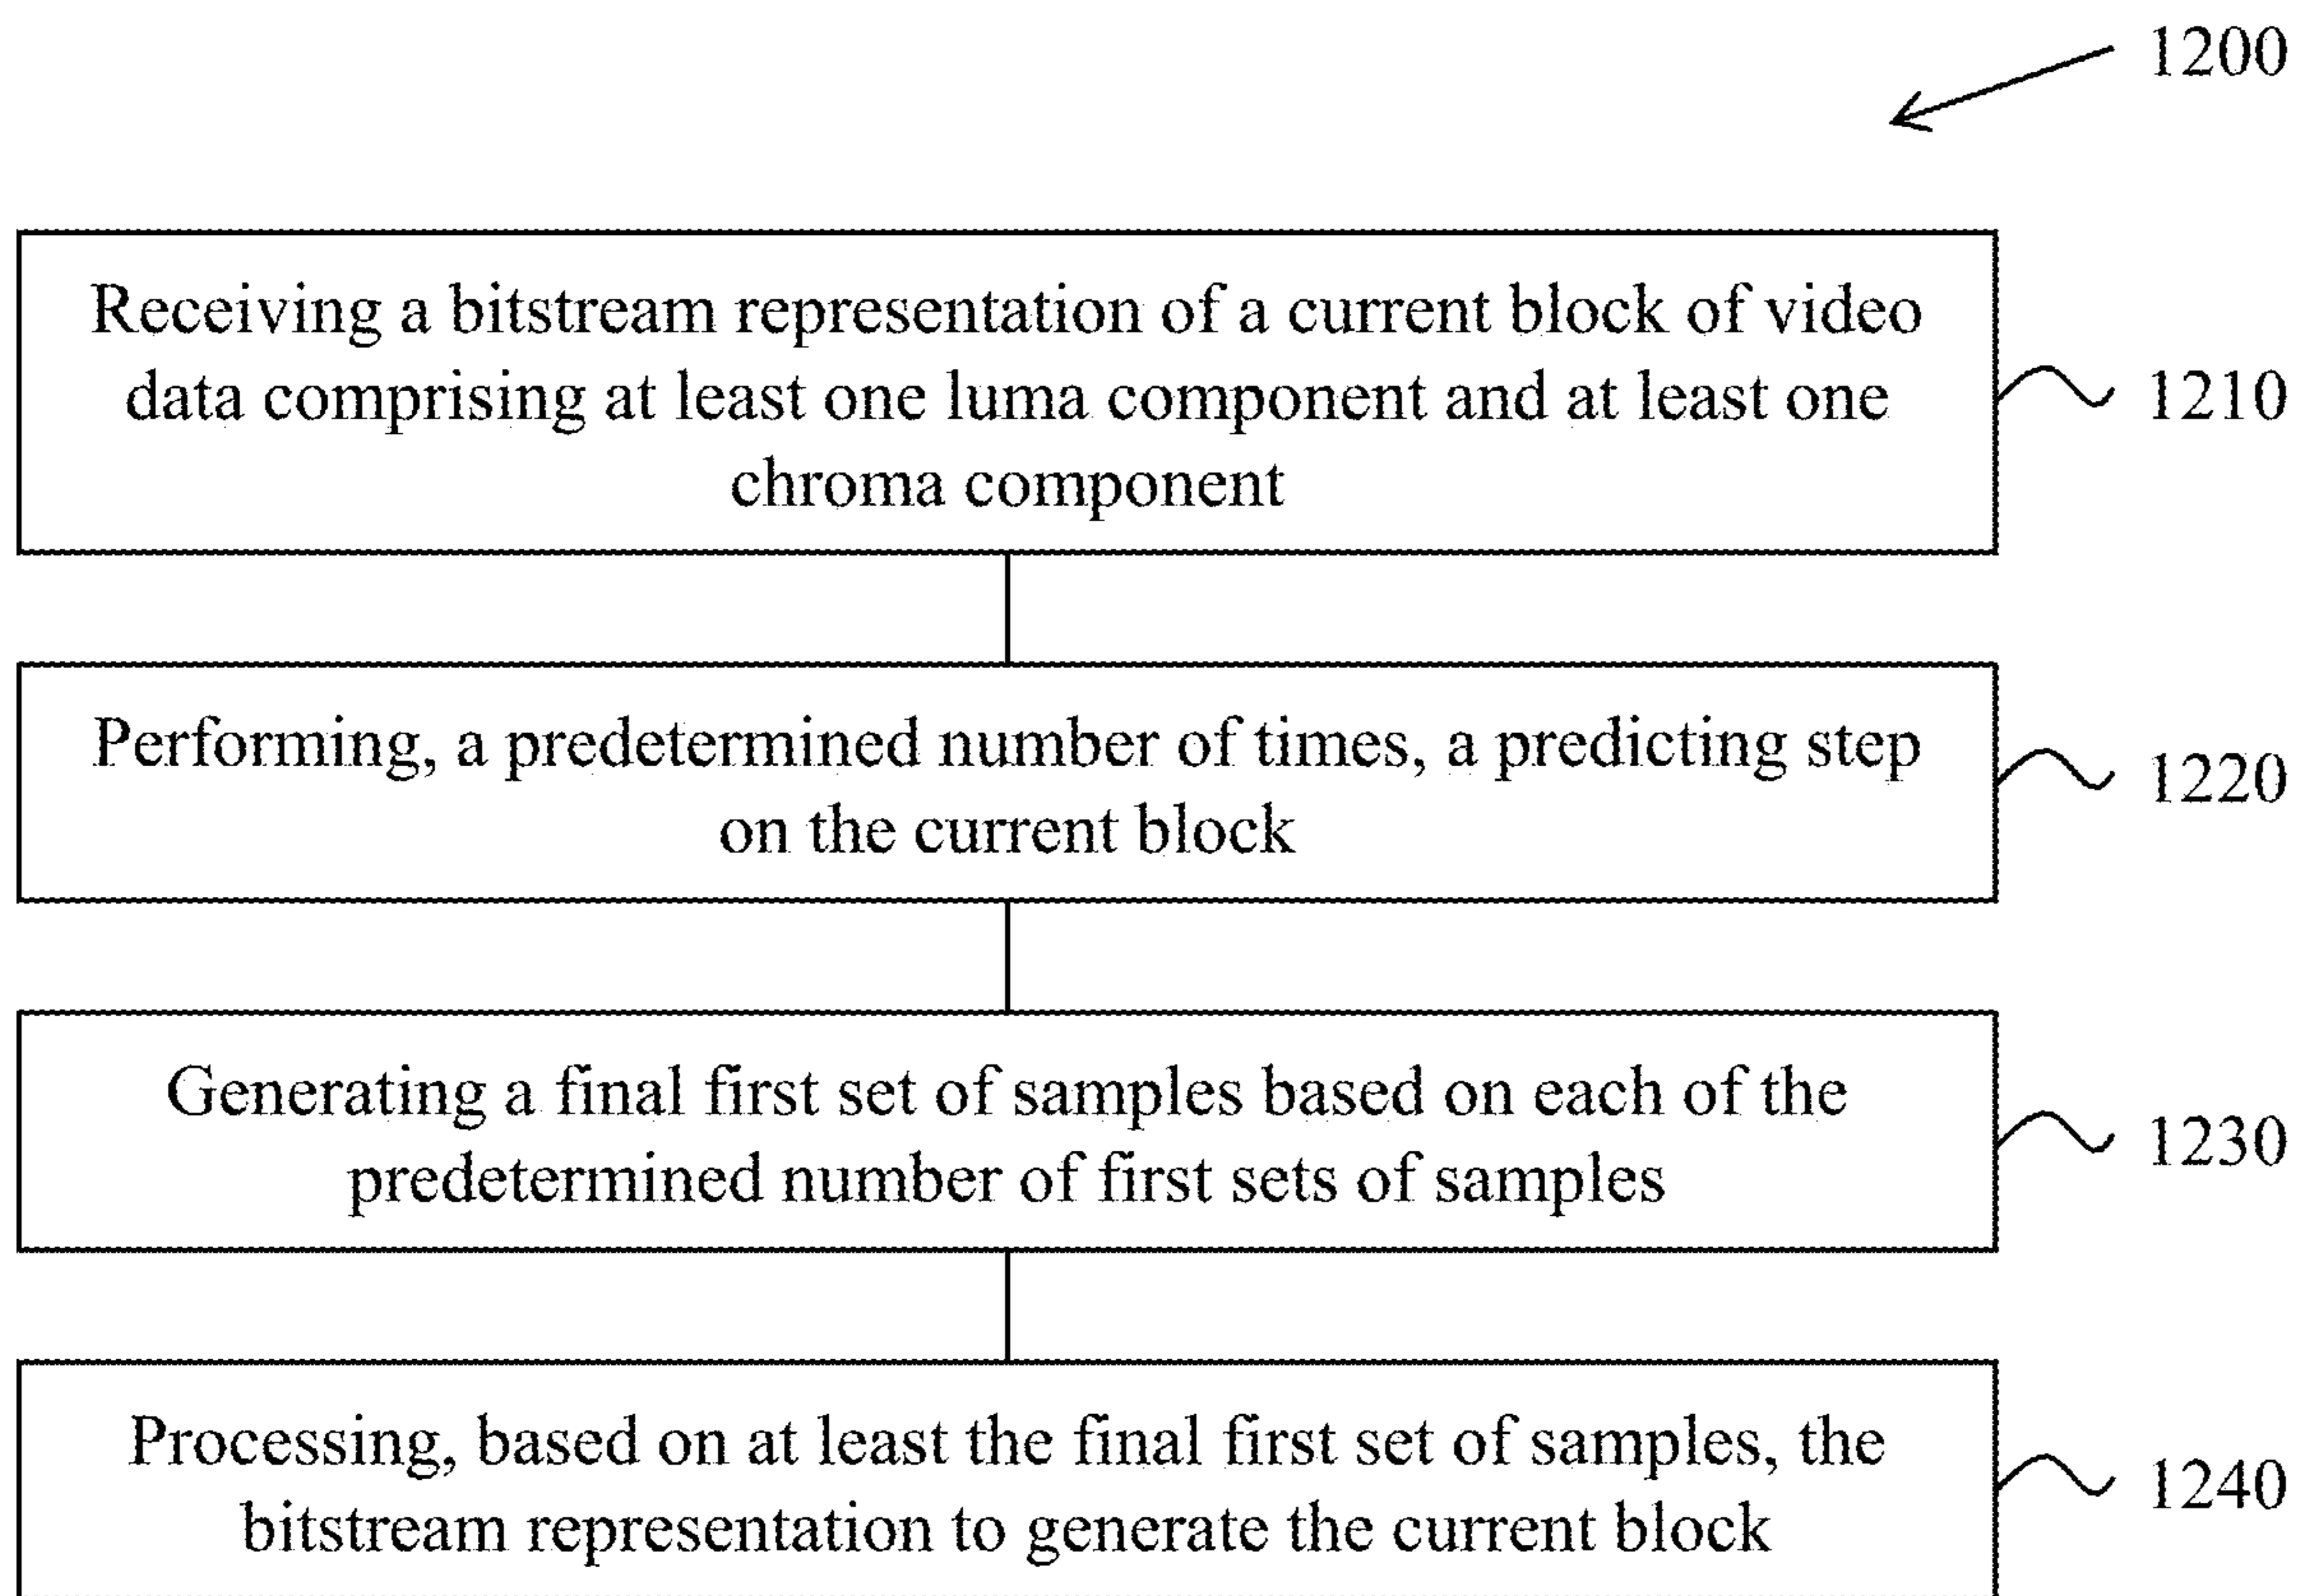 1200
Receiving a bitstream representation of a current block of video
data comprising at least one luma component and at least one
chroma component
1210
Performing, a predetermined number of times, a predicting step
on the current block
1220
Generating a final first set of samples based on each of the
predetermined number of first sets of samples
1230
Processing, based on at least the final first set of samples, the
bitstream representation to generate the current block
1240